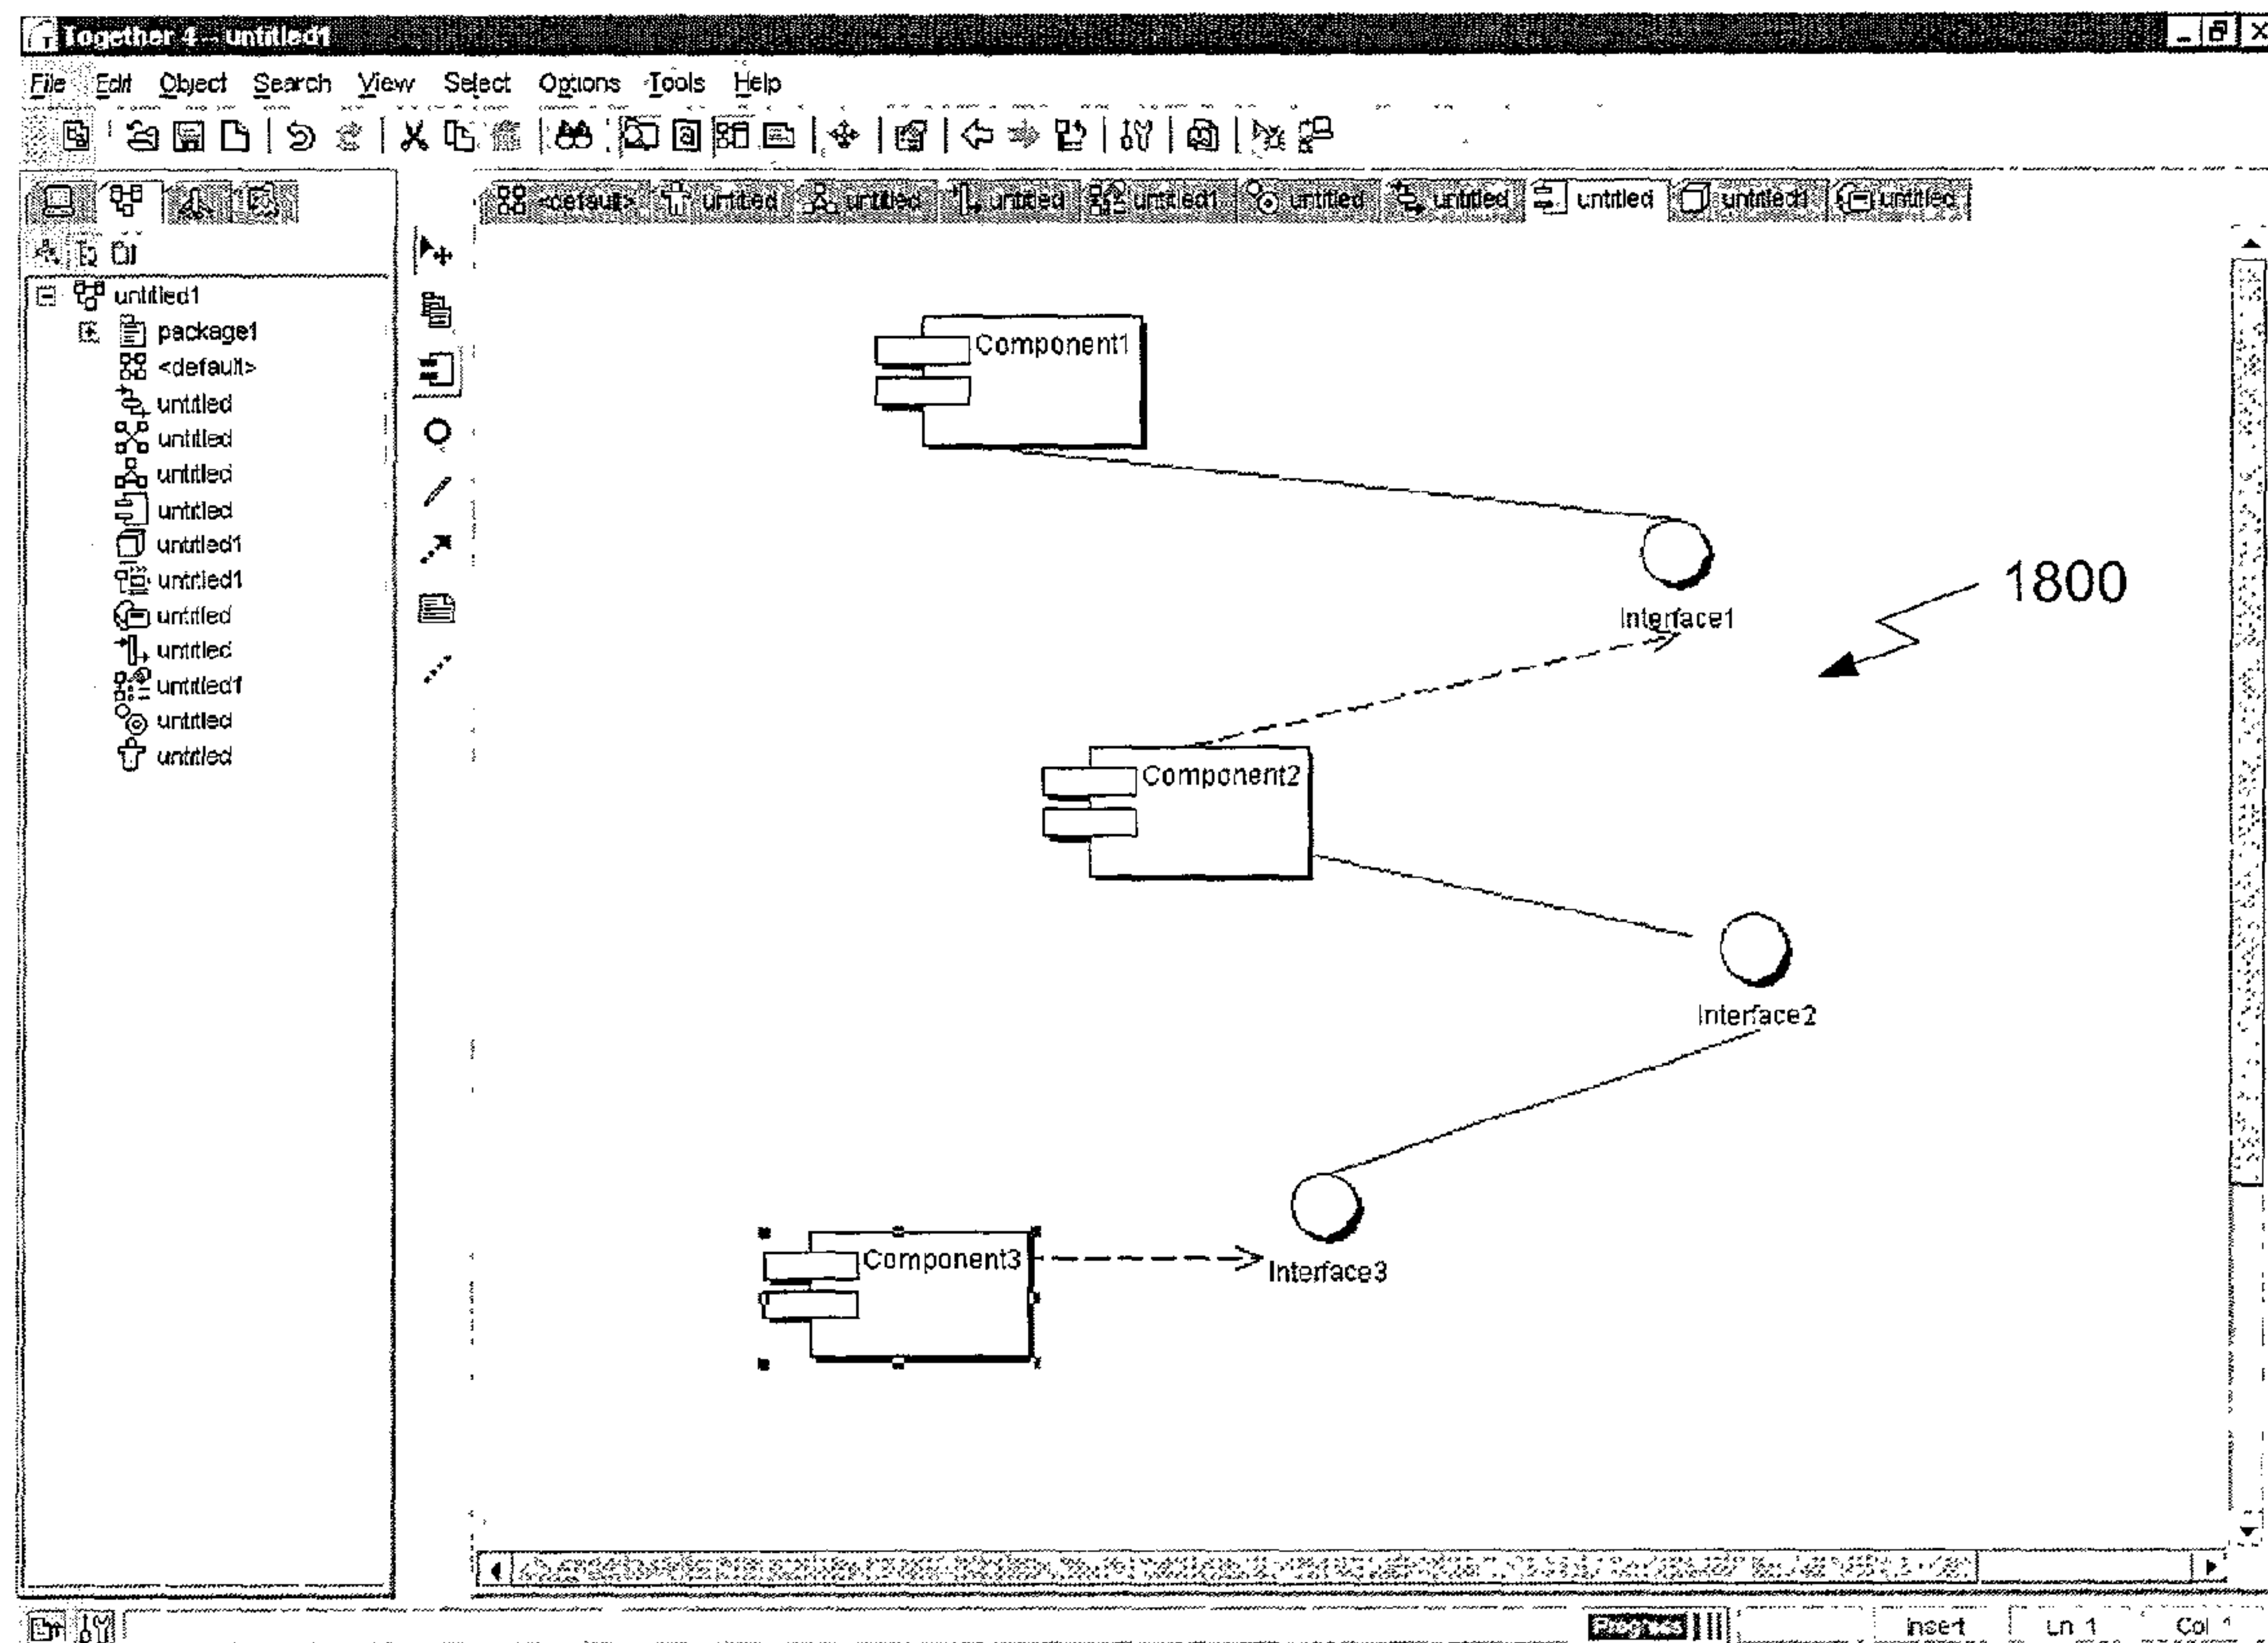 Together 4 -- untitled1
File Edit Object Search View Select Options Tools Help
<default> untitled untitled untitled untitled1 untitled untitled untitled untitled1 untitled
untitled1
package1
<default>
untitled
untitled
untitled
untitled
untitled1
untitled1
untitled
untitled
untitled1
untitled
untitled
Component1
Interface1
1800
Component2
Interface2
Component3
Interface3
Progress
Insert Ln 1 Col 1